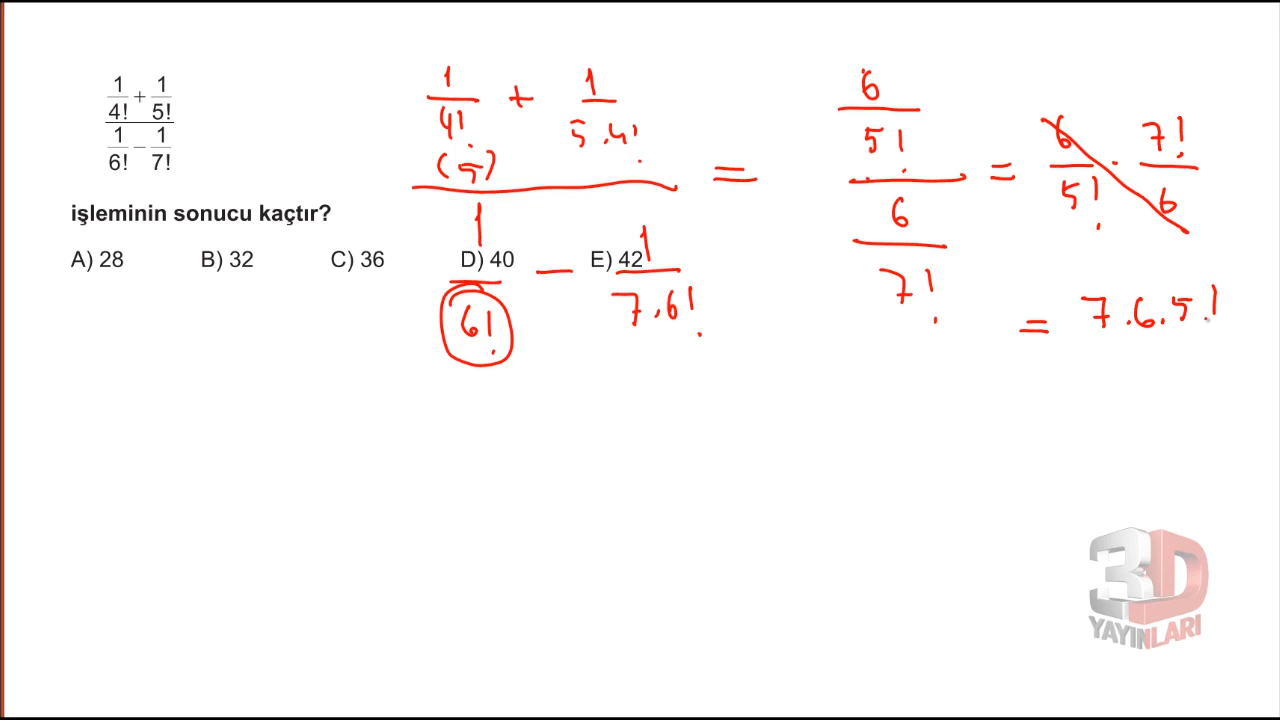 1/4! + 1/5!
1/6! − 1/7!
işleminin sonucu kaçtır?
A) 28 B) 32 C) 36 D) 40 E) 42
1/4! + 1/5.4!
(5)
1/6! − 1/7.6!
= 6/5!
6/7!
= 6/5! . 7!/6
= 7.6.5!
3D
YAYINLARI